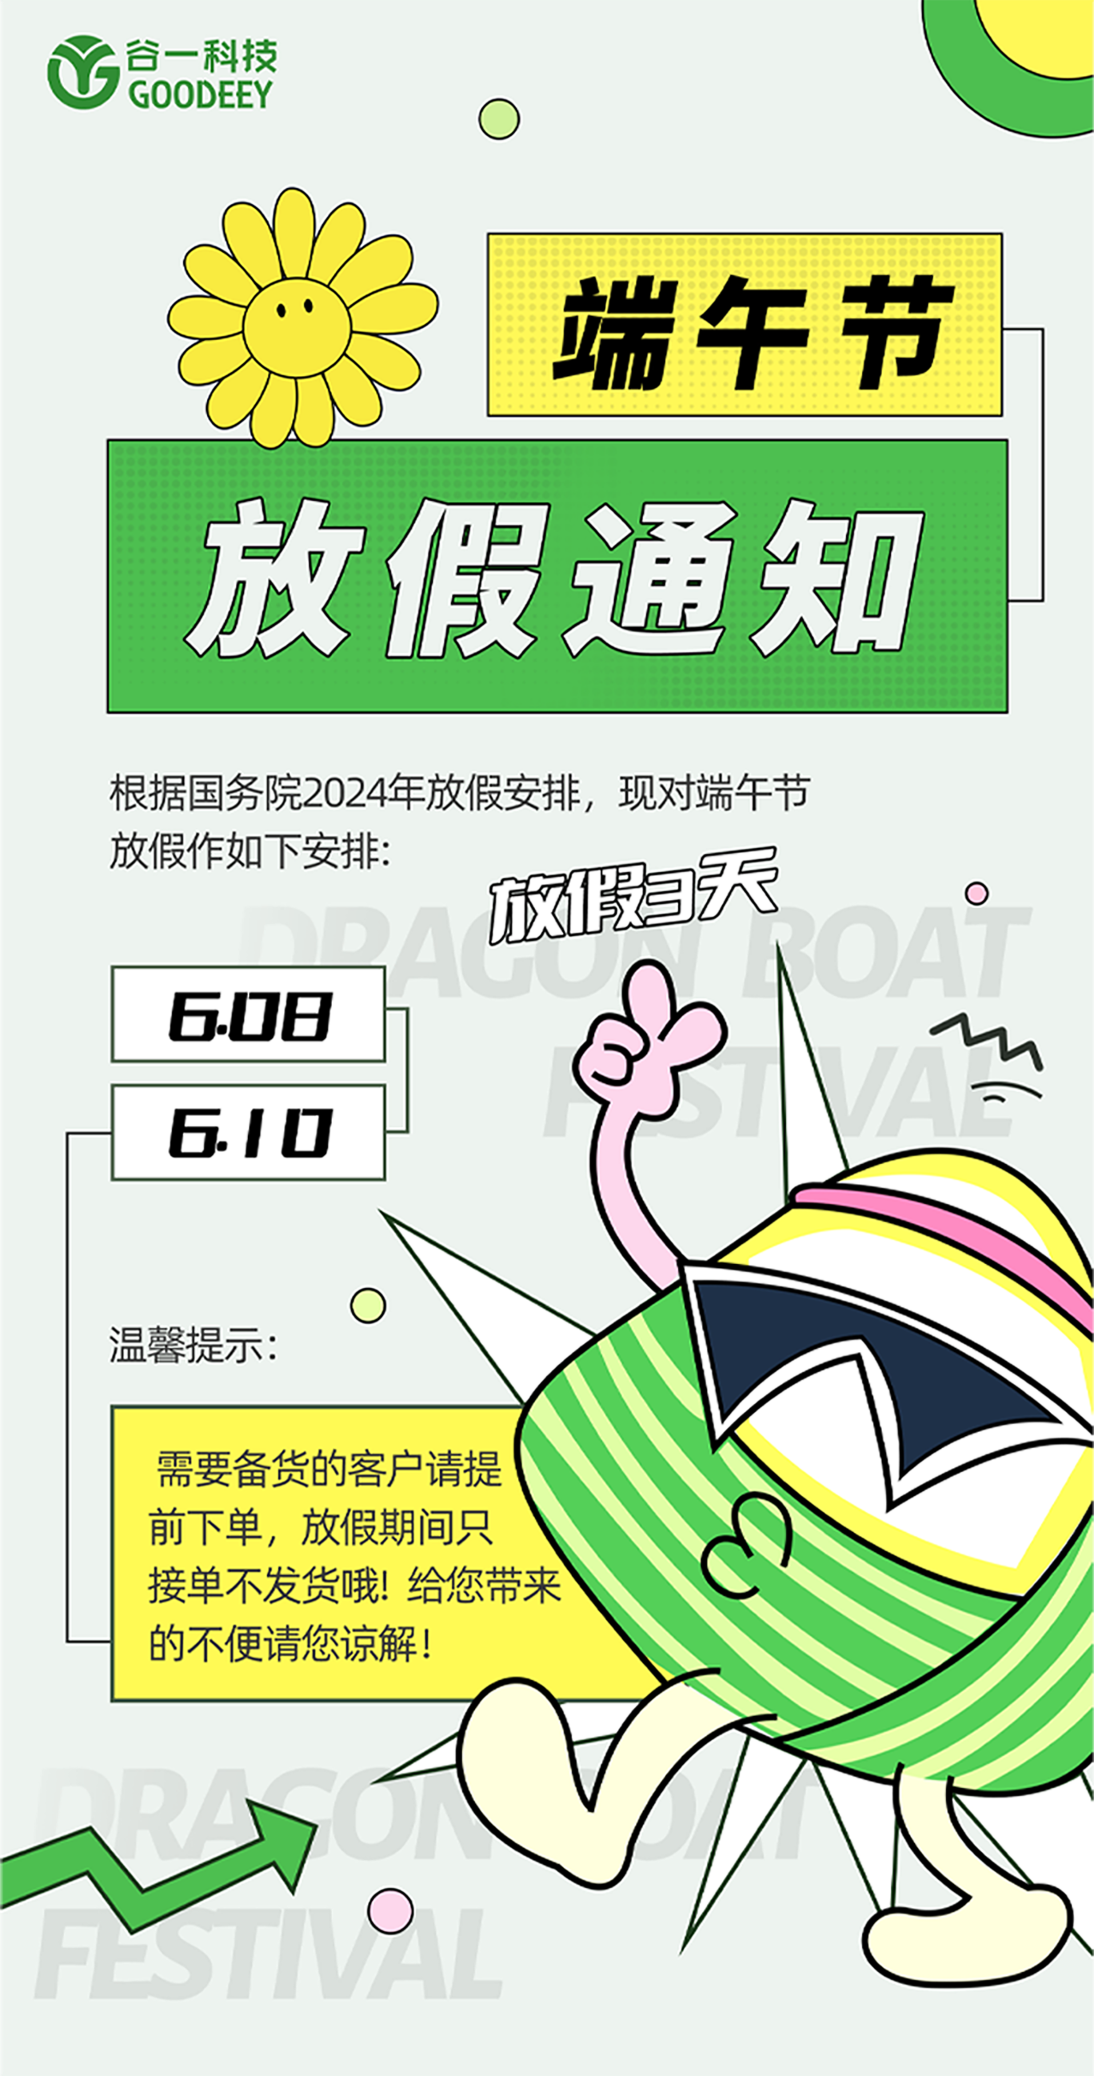 谷一科技
GOODEEY
端午节
放假通知
根据国务院2024年放假安排，现对端午节
放假作如下安排:
放假3天
DRAGON BOAT
FESTIVAL
6.08
6.10
温馨提示：
需要备货的客户请提
前下单，放假期间只
接单不发货哦! 给您带来
的不便请您谅解!
DRAGON BOAT
FESTIVAL